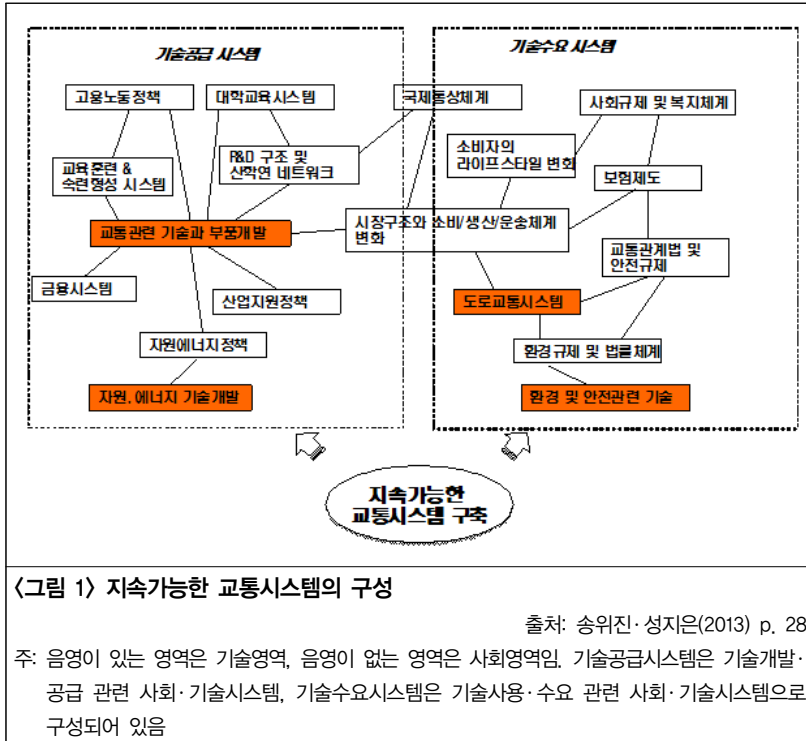 기술공급 시스템
기술수요 시스템
고용노동정책
대학교육시스템
국제통상체계
사회규제 및 복지체계
교육훈련 &
숙련형성 시스템
R&D 구조 및
산학연 네트워크
소비자의
라이프스타일 변화
보험제도
교통관련 기술과 부품개발
시장구조와 소비/생산/운송체계
변화
교통관계법 및
안전규제
금융시스템
산업지원정책
도로교통시스템
자원에너지정책
환경규제 및 법률체계
자원, 에너지 기술개발
환경 및 안전관련 기술
지속가능한
교통시스템 구축
〈그림 1〉 지속가능한 교통시스템의 구성
출처: 송위진·성지은(2013) p. 28
주: 음영이 있는 영역은 기술영역, 음영이 없는 영역은 사회영역임. 기술공급시스템은 기술개발·
공급 관련 사회·기술시스템, 기술수요시스템은 기술사용·수요 관련 사회·기술시스템으로
구성되어 있음